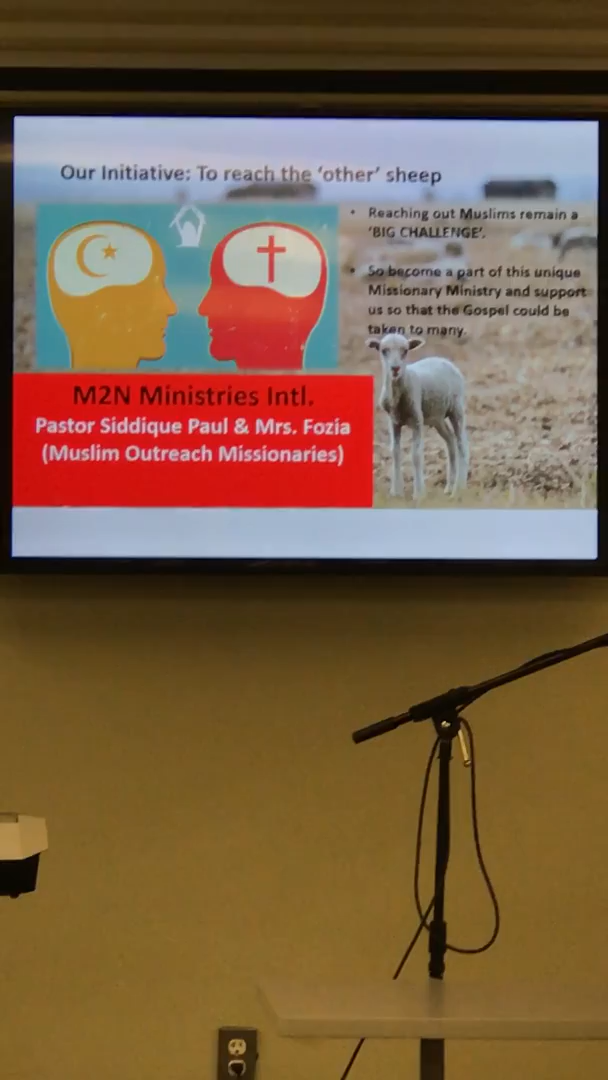 Our Initiative: To reach the 'other' sheep
• Reaching out Muslims remain a
'BIG CHALLENGE'.
• So become a part of this unique
Missionary Ministry and support
us so that the Gospel could be
taken to many.
M2N Ministries Intl.
Pastor Siddique Paul & Mrs. Fozia
(Muslim Outreach Missionaries)